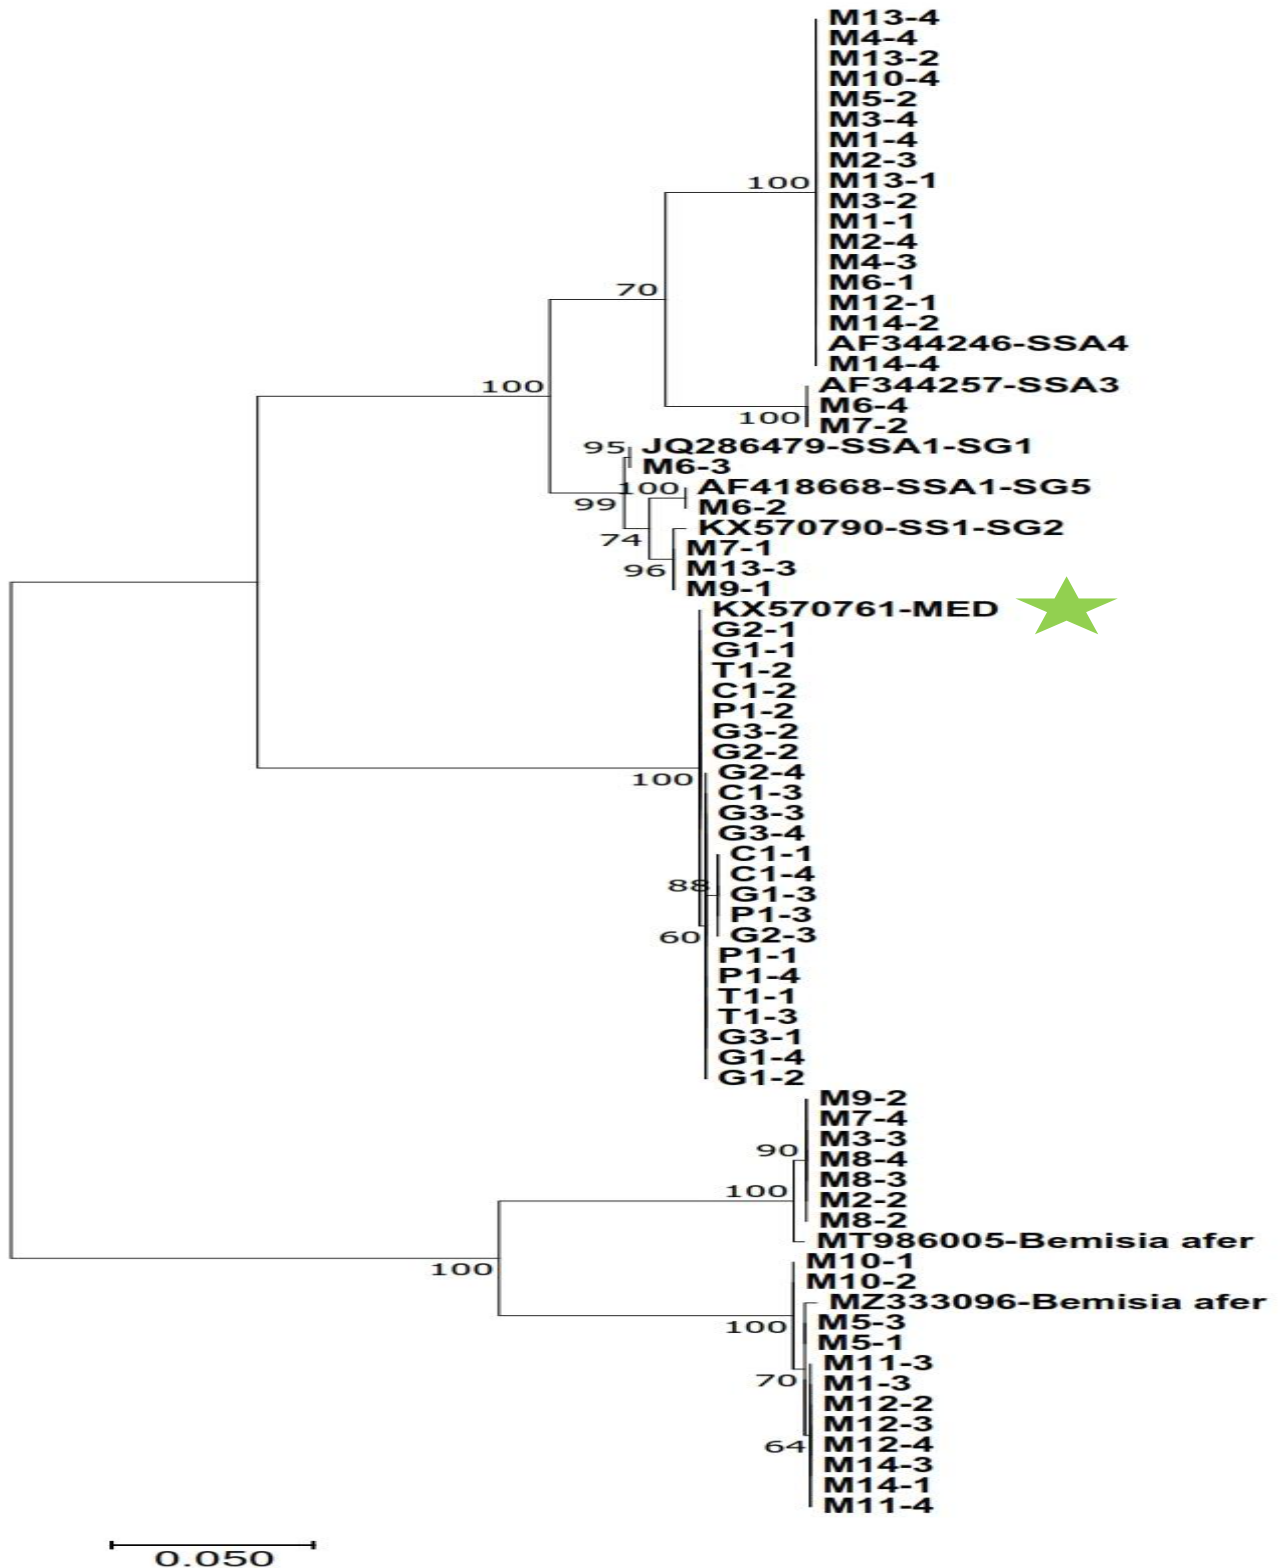 M13-4
M4-4
M13-2
M10-4
M5-2
M3-4
M1-4
M2-3
100
M13-1
M3-2
M1-1
M2-4
M4-3
70
M6-1
M12-1
M14-2
AF344246-SSA4
M14-4
100
AF344257-SSA3
M6-4
100
M7-2
95
JQ286479-SSA1-SG1
M6-3
100
AF418668-SSA1-SG5
99
M6-2
KX570790-SS1-SG2
74
M7-1
96
M13-3
M9-1
KX570761-MED
G2-1
G1-1
T1-2
C1-2
P1-2
G3-2
G2-2
100
G2-4
C1-3
G3-3
G3-4
C1-1
C1-4
88
G1-3
P1-3
60
G2-3
P1-1
P1-4
T1-1
T1-3
G3-1
G1-4
G1-2
M9-2
M7-4
M3-3
90
M8-4
M8-3
100
M2-2
M8-2
MT986005-Bemisia afer
100
M10-1
M10-2
MZ333096-Bemisia afer
100
M5-3
M5-1
M11-3
70
M1-3
M12-2
M12-3
64
M12-4
M14-3
M14-1
M11-4
0.050